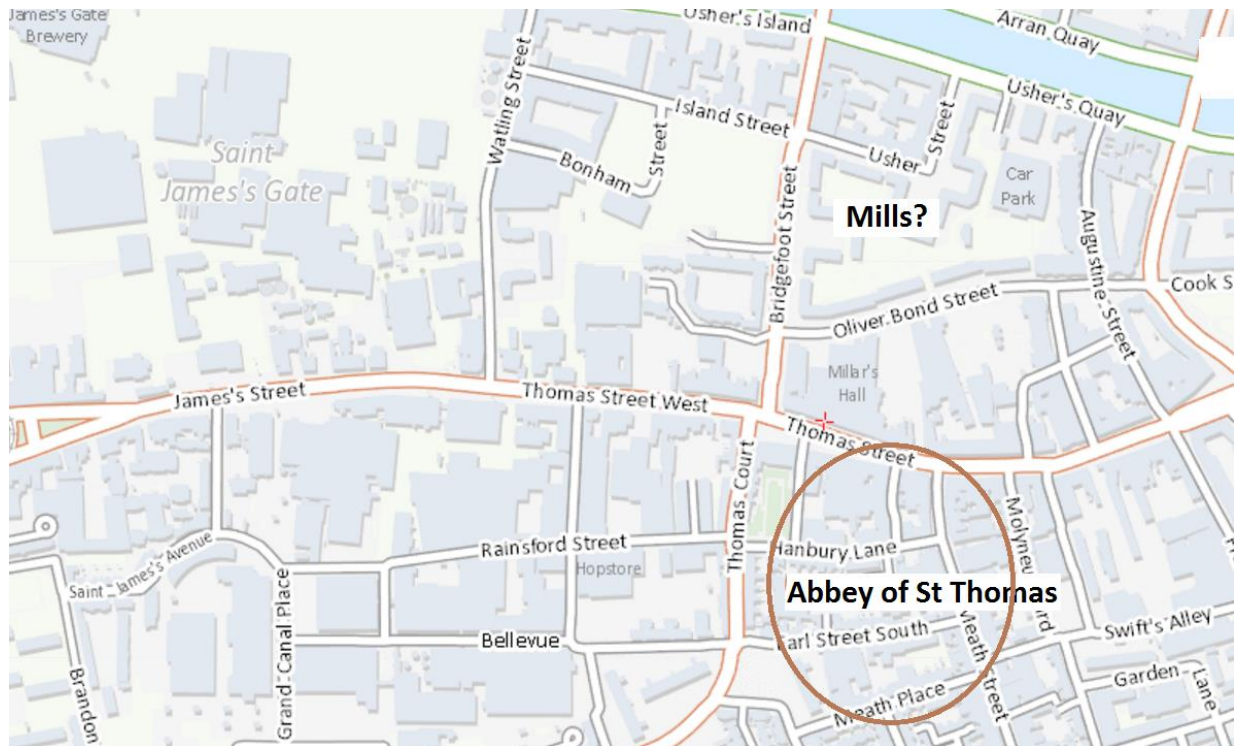 James's Gate
Brewery
Usher's Island
Arran Quay
Usher's Quay
Watling Street
Island Street
Street
Usher
Street
Bonham
Saint
James's Gate
Car
Park
Mills?
Bridgefoot Street
Augustine Street
Cook S
Oliver Bond Street
James's Street
Thomas Street West
Millar's
Hall
Thomas Street
Thomas Court
Rainsford Street
Hopstore
Hanbury Lane
Saint James's Avenue
Grand Canal Place
Abbey of St Thomas
Bellevue
Earl Street South
Meath Street
Swift's Alley
Brandon
Meath Place
Garden
Lane